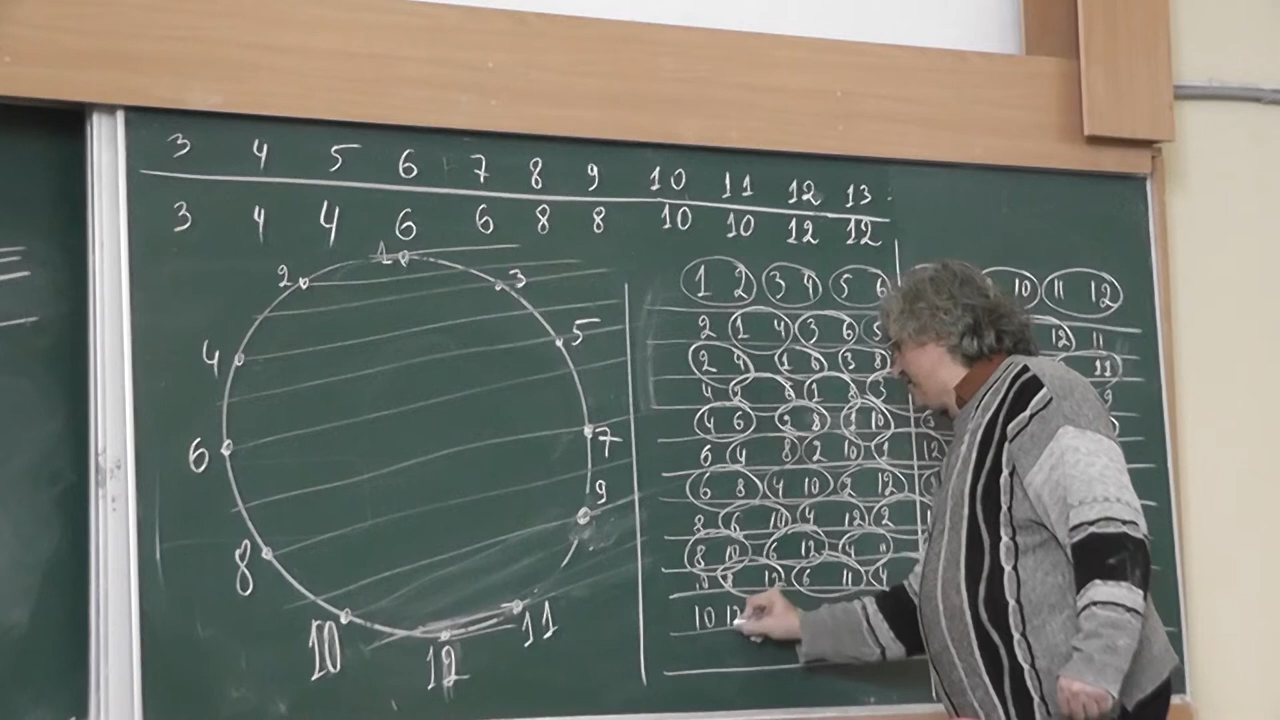 3 4 5 6 7 8 9 10 11 12 13
3 4 4 6 6 8 8 10 10 12 12
1
2 3
4 5
6 7
9
8
10 12 11
1 2 3 4 5 6 10 11 12
2 1 4 3 6 5 12 11
2 4 1 6 3 8 11
4 2 1 8 3 9
4 6 2 8 10
6 4 8 2 10 1 12
6 8 4 10 2 12
8 6 10 4 12 2
8 10 6 12 4 11
10 8 12 6 11 4
10 12